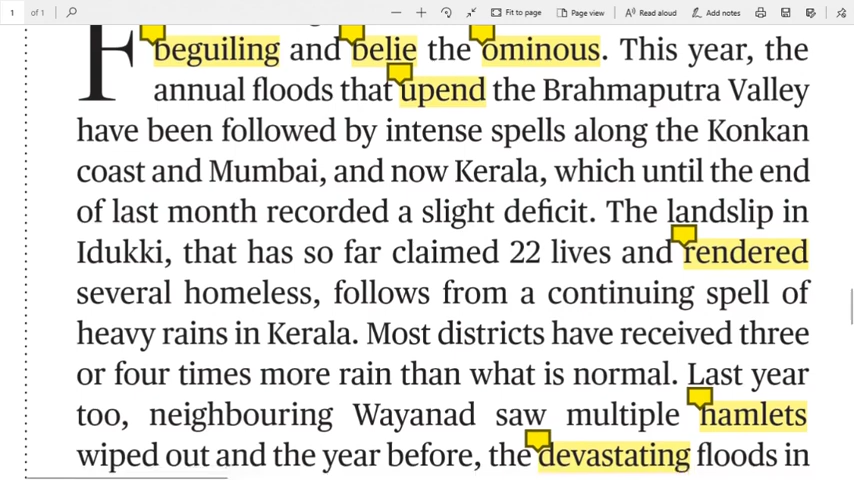 1 of 1 Fit to page Page view Read aloud Add notes
F beguiling and belie the ominous. This year, the
annual floods that upend the Brahmaputra Valley
have been followed by intense spells along the Konkan
coast and Mumbai, and now Kerala, which until the end
of last month recorded a slight deficit. The landslip in
Idukki, that has so far claimed 22 lives and rendered
several homeless, follows from a continuing spell of
heavy rains in Kerala. Most districts have received three
or four times more rain than what is normal. Last year
too, neighbouring Wayanad saw multiple hamlets
wiped out and the year before, the devastating floods in